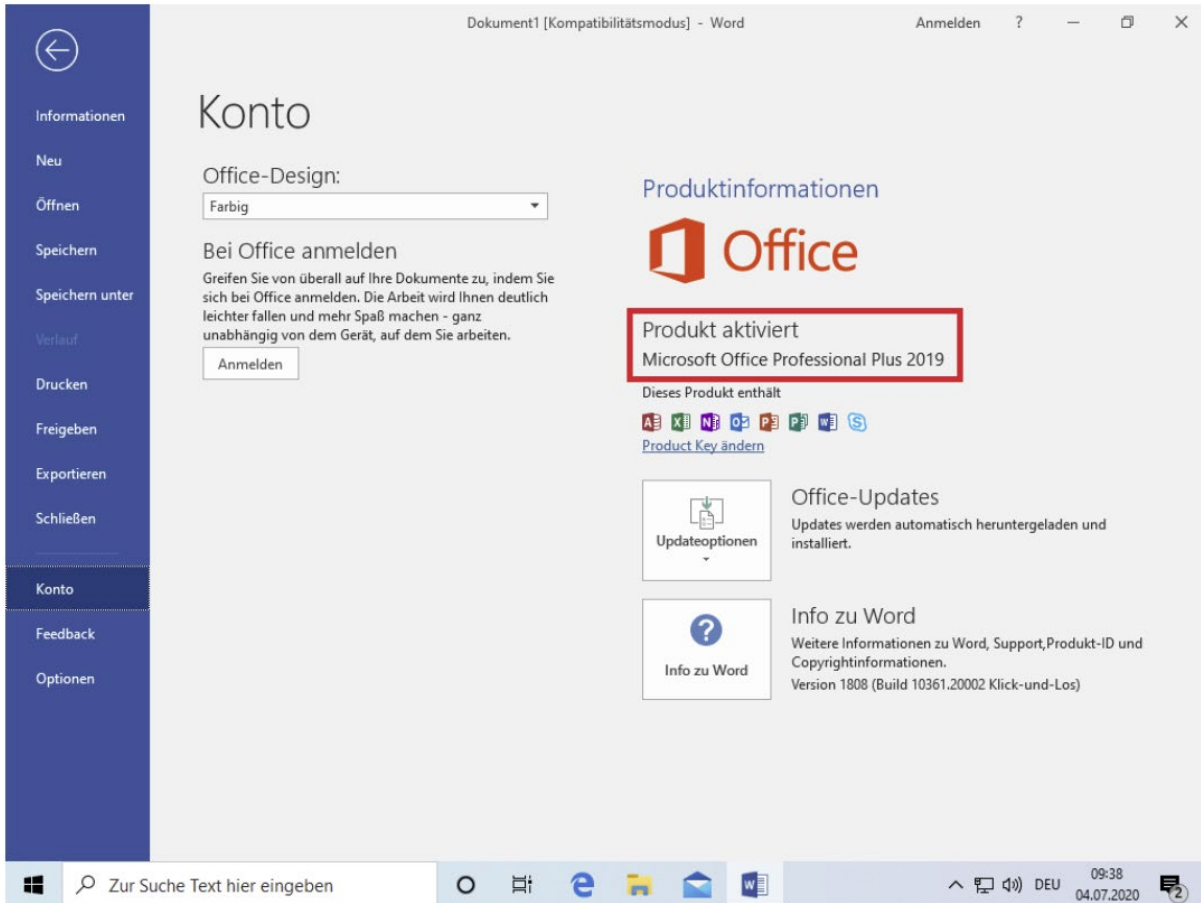 Dokument1 [Kompatibilitätsmodus] - Word
Anmelden ?
Informationen
Neu
Öffnen
Speichern
Speichern unter
Verlauf
Drucken
Freigeben
Exportieren
Schließen
Konto
Feedback
Optionen
Konto
Office-Design:
Farbig
Bei Office anmelden
Greifen Sie von überall auf Ihre Dokumente zu, indem Sie
sich bei Office anmelden. Die Arbeit wird Ihnen deutlich
leichter fallen und mehr Spaß machen - ganz
unabhängig von dem Gerät, auf dem Sie arbeiten.
Anmelden
Produktinformationen
Office
Produkt aktiviert
Microsoft Office Professional Plus 2019
Dieses Produkt enthält
Product Key ändern
Updateoptionen
Office-Updates
Updates werden automatisch heruntergeladen und
installiert.
Info zu Word
Info zu Word
Weitere Informationen zu Word, Support,Produkt-ID und
Copyrightinformationen.
Version 1808 (Build 10361.20002 Klick-und-Los)
Zur Suche Text hier eingeben
DEU
09:38
04.07.2020
2